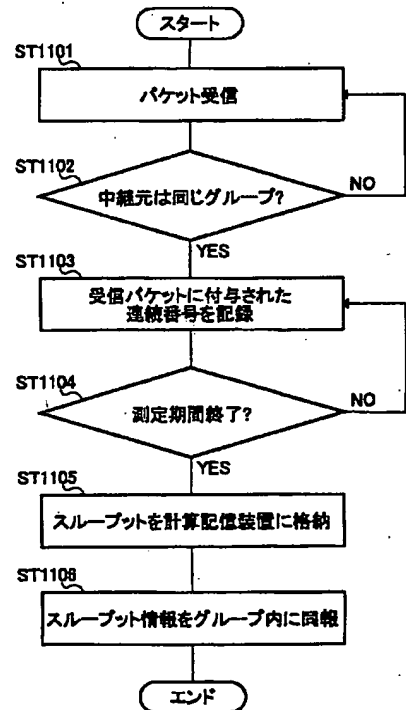 スタート
ST1101
パケット受信
ST1102
中継元は同じグループ?
NO
YES
ST1103
受信パケットに付与された
連続番号を記録
ST1104
測定期間終了?
NO
YES
ST1105
スループットを計算記憶装置に格納
ST1106
スループット情報をグループ内に同報
エンド